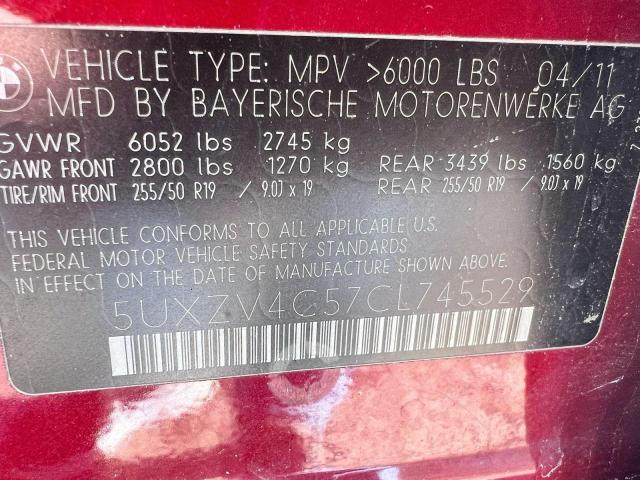 VEHICLE TYPE: MPV >6000 LBS 04/11
MFD BY BAYERISCHE MOTORENWERKE AG
GVWR 6052 lbs 2745 kg
GAWR FRONT 2800 lbs 1270 kg REAR 3439 lbs 1560 kg
TIRE/RIM FRONT 255/50 R19 / 9.0J x 19 REAR 255/50 R19 / 9.0J x 19
THIS VEHICLE CONFORMS TO ALL APPLICABLE U.S.
FEDERAL MOTOR VEHICLE SAFETY STANDARDS
IN EFFECT ON THE DATE OF MANUFACTURE SHOWN ABOVE.
5UXZV4C57CL745529